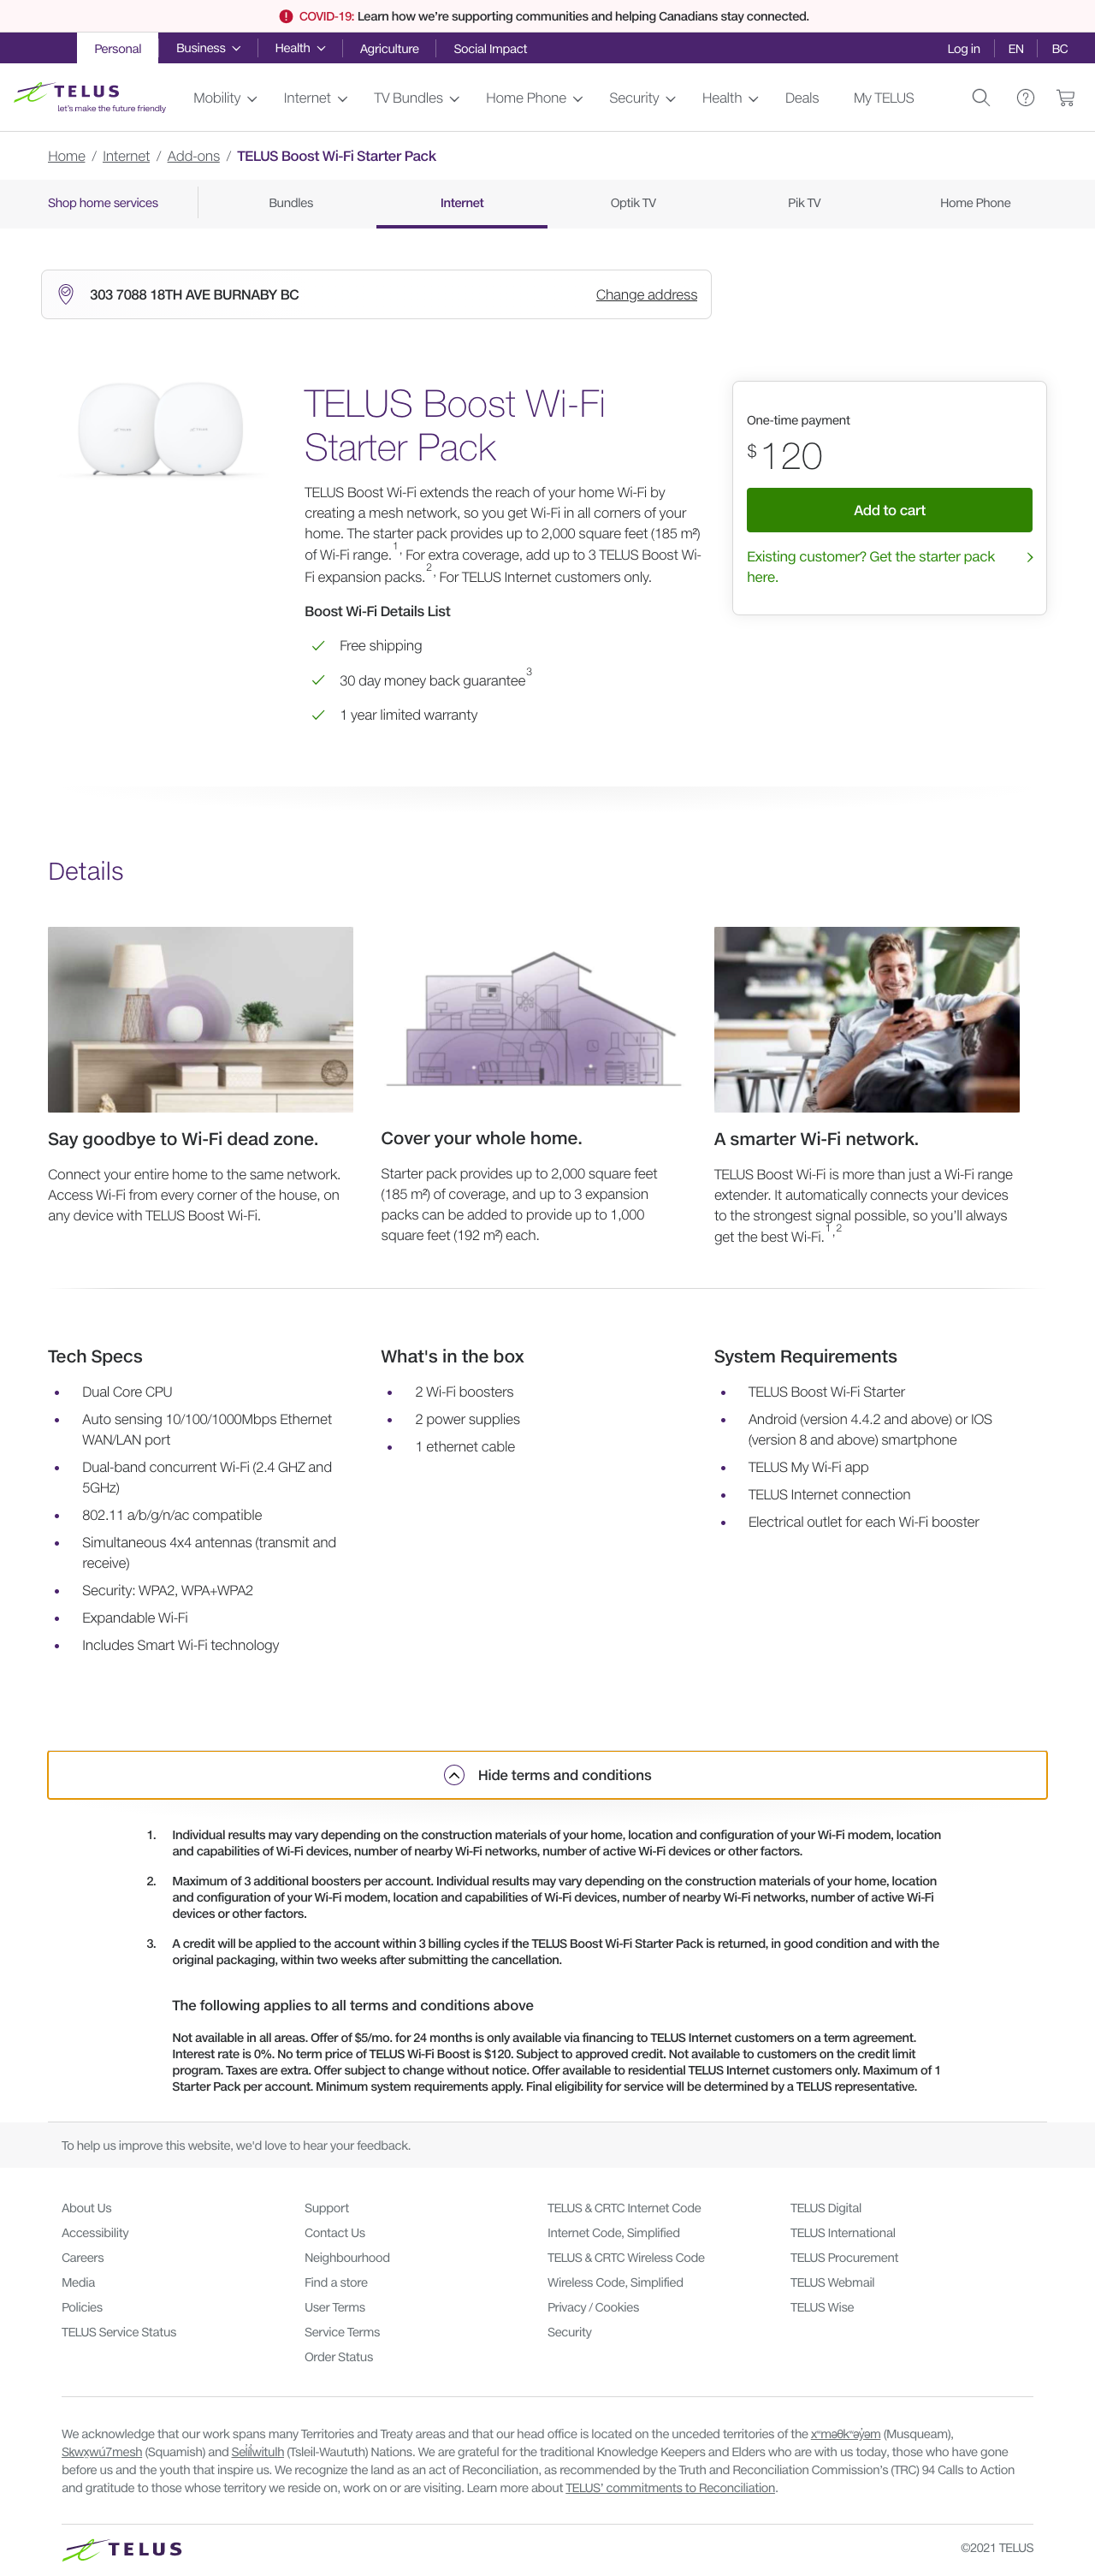 COVID-19: Learn how we're supporting communities and helping Canadians stay connected.
Personal Business Health Agriculture Social Impact Log in EN BC
TELUS
let's make the future friendly
Mobility Internet TV Bundles Home Phone Security Health Deals My TELUS
Home / Internet / Add-ons / TELUS Boost Wi-Fi Starter Pack
Shop home services Bundles Internet Optik TV Pik TV Home Phone
303 7088 18TH AVE BURNABY BC Change address
TELUS Boost Wi-Fi
Starter Pack
TELUS Boost Wi-Fi extends the reach of your home Wi-Fi by
creating a mesh network, so you get Wi-Fi in all corners of your
home. The starter pack provides up to 2,000 square feet (185 m²)
of Wi-Fi range.1, For extra coverage, add up to 3 TELUS Boost Wi-
Fi expansion packs.2, For TELUS Internet customers only.
Boost Wi-Fi Details List
Free shipping
30 day money back guarantee3
1 year limited warranty
One-time payment
$120
Add to cart
Existing customer? Get the starter pack
here.
Details
Say goodbye to Wi-Fi dead zone.
Connect your entire home to the same network.
Access Wi-Fi from every corner of the house, on
any device with TELUS Boost Wi-Fi.
Cover your whole home.
Starter pack provides up to 2,000 square feet
(185 m²) of coverage, and up to 3 expansion
packs can be added to provide up to 1,000
square feet (192 m²) each.
A smarter Wi-Fi network.
TELUS Boost Wi-Fi is more than just a Wi-Fi range
extender. It automatically connects your devices
to the strongest signal possible, so you'll always
get the best Wi-Fi.1,2
Tech Specs
• Dual Core CPU
• Auto sensing 10/100/1000Mbps Ethernet
WAN/LAN port
• Dual-band concurrent Wi-Fi (2.4 GHZ and
5GHz)
• 802.11 a/b/g/n/ac compatible
• Simultaneous 4x4 antennas (transmit and
receive)
• Security: WPA2, WPA+WPA2
• Expandable Wi-Fi
• Includes Smart Wi-Fi technology
What's in the box
• 2 Wi-Fi boosters
• 2 power supplies
• 1 ethernet cable
System Requirements
• TELUS Boost Wi-Fi Starter
• Android (version 4.4.2 and above) or IOS
(version 8 and above) smartphone
• TELUS My Wi-Fi app
• TELUS Internet connection
• Electrical outlet for each Wi-Fi booster
Hide terms and conditions
1. Individual results may vary depending on the construction materials of your home, location and configuration of your Wi-Fi modem, location
and capabilities of Wi-Fi devices, number of nearby Wi-Fi networks, number of active Wi-Fi devices or other factors.
2. Maximum of 3 additional boosters per account. Individual results may vary depending on the construction materials of your home, location
and configuration of your Wi-Fi modem, location and capabilities of Wi-Fi devices, number of nearby Wi-Fi networks, number of active Wi-Fi
devices or other factors.
3. A credit will be applied to the account within 3 billing cycles if the TELUS Boost Wi-Fi Starter Pack is returned, in good condition and with the
original packaging, within two weeks after submitting the cancellation.
The following applies to all terms and conditions above
Not available in all areas. Offer of $5/mo. for 24 months is only available via financing to TELUS Internet customers on a term agreement.
Interest rate is 0%. No term price of TELUS Wi-Fi Boost is $120. Subject to approved credit. Not available to customers on the credit limit
program. Taxes are extra. Offer subject to change without notice. Offer available to residential TELUS Internet customers only. Maximum of 1
Starter Pack per account. Minimum system requirements apply. Final eligibility for service will be determined by a TELUS representative.
To help us improve this website, we'd love to hear your feedback.
About Us
Accessibility
Careers
Media
Policies
TELUS Service Status
Support
Contact Us
Neighbourhood
Find a store
User Terms
Service Terms
Order Status
TELUS & CRTC Internet Code
Internet Code, Simplified
TELUS & CRTC Wireless Code
Wireless Code, Simplified
Privacy / Cookies
Security
TELUS Digital
TELUS International
TELUS Procurement
TELUS Webmail
TELUS Wise
We acknowledge that our work spans many Territories and Treaty areas and that our head office is located on the unceded territories of the xʷməθkʷəy̓əm (Musqueam),
Skwxwú7mesh (Squamish) and Sel̓íl̓witulh (Tsleil-Waututh) Nations. We are grateful for the traditional Knowledge Keepers and Elders who are with us today, those who have gone
before us and the youth that inspire us. We recognize the land as an act of Reconciliation, as recommended by the Truth and Reconciliation Commission's (TRC) 94 Calls to Action
and gratitude to those whose territory we reside on, work on or are visiting. Learn more about TELUS' commitments to Reconciliation.
TELUS ©2021 TELUS